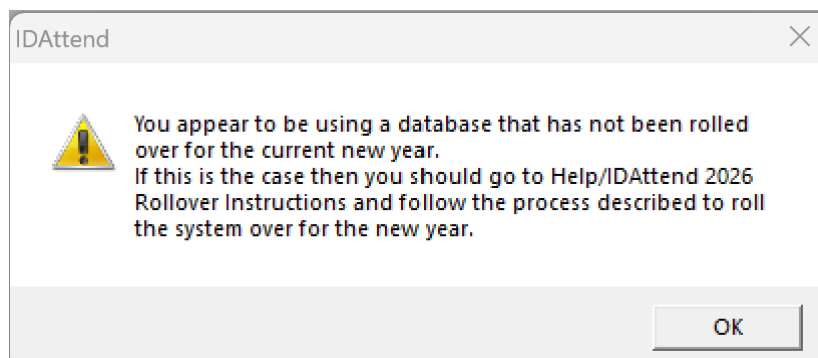 IDAttend
You appear to be using a database that has not been rolled
over for the current new year.
If this is the case then you should go to Help/IDAttend 2026
Rollover Instructions and follow the process described to roll
the system over for the new year.
OK